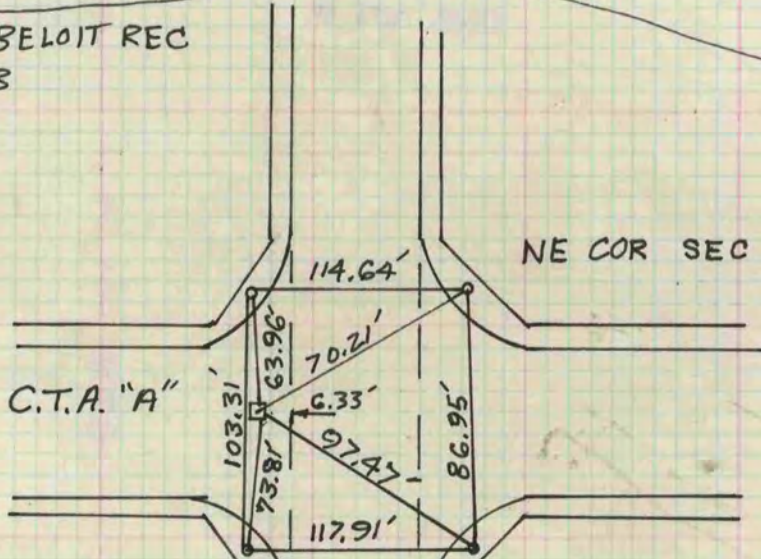 BELOIT REC
B
NE COR SEC
114.64'
63.96'
70.21'
C.T.A. "A"
103.31'
6.33'
86.95'
73.81'
97.47
117.91'